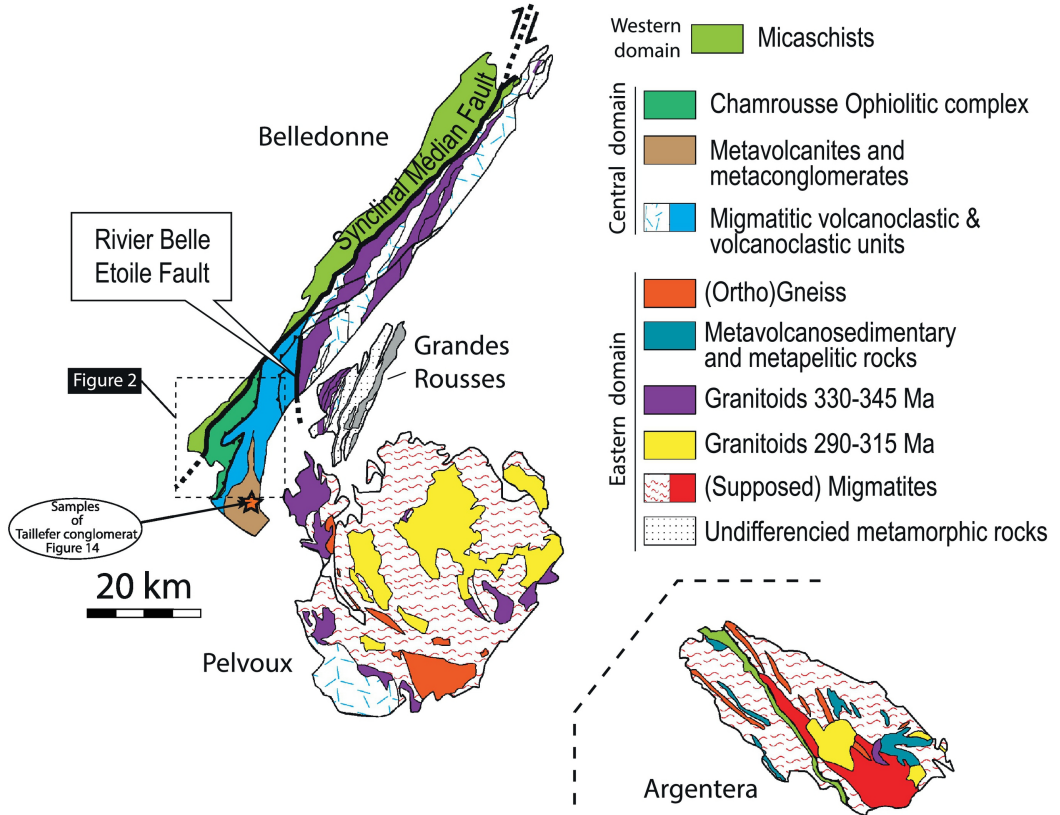 Western
domain
Micaschists
Central domain
Chamrousse Ophiolitic complex
Metavolcanites and
metaconglomerates
Migmatitic volcanoclastic &
volcanoclastic units
Eastern domain
(Ortho)Gneiss
Metavolcanosedimentary
and metapelitic rocks
Granitoids 330-345 Ma
Granitoids 290-315 Ma
(Supposed) Migmatites
Undifferencied metamorphic rocks
Belledonne
Synclinal Médian Fault
Rivier Belle
Etoile Fault
Grandes
Rousses
Figure 2
Samples
of
Taillefer conglomerat
Figure 14
20 km
Pelvoux
Argentera